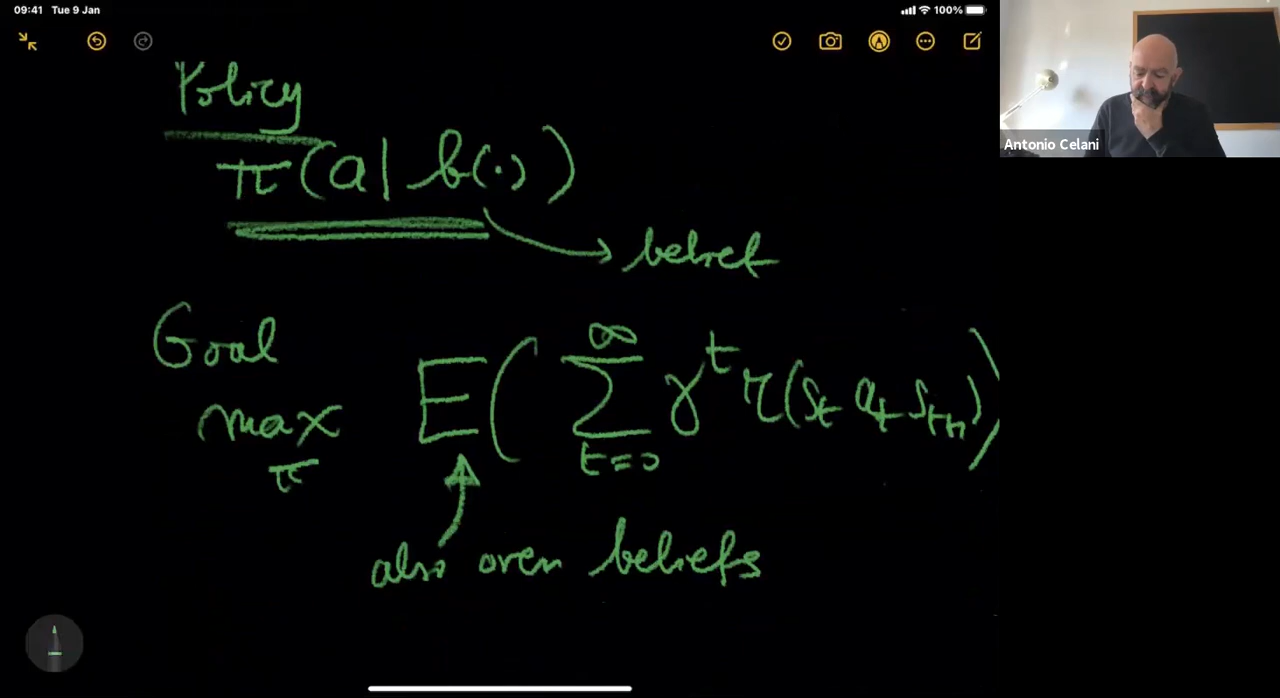 09:41 Tue 9 Jan
100%
Policy
π(a| b(·))
belief
Goal
max E( ∑ γ^t r(s_t a_t s_{t+1}) )
π t=0 ∞
also over beliefs
Antonio Celani